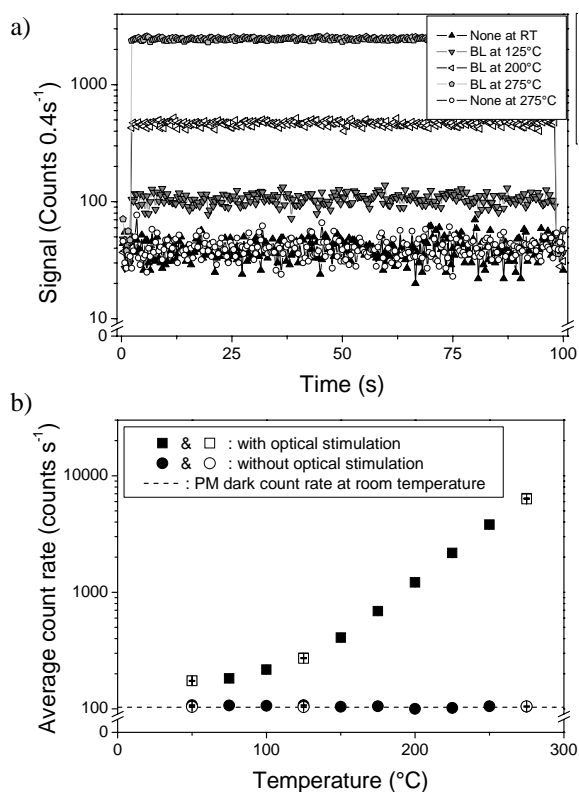 a)
1000
100
10
0
Signal (Counts 0.4s⁻¹)
None at RT
BL at 125°C
BL at 200°C
BL at 275°C
None at 275°C
0 25 50 75 100
Time (s)
b)
10000
1000
100
0
Average count rate (counts s⁻¹)
& : with optical stimulation
& : without optical stimulation
: PM dark count rate at room temperature
0 100 200 300
Temperature (°C)